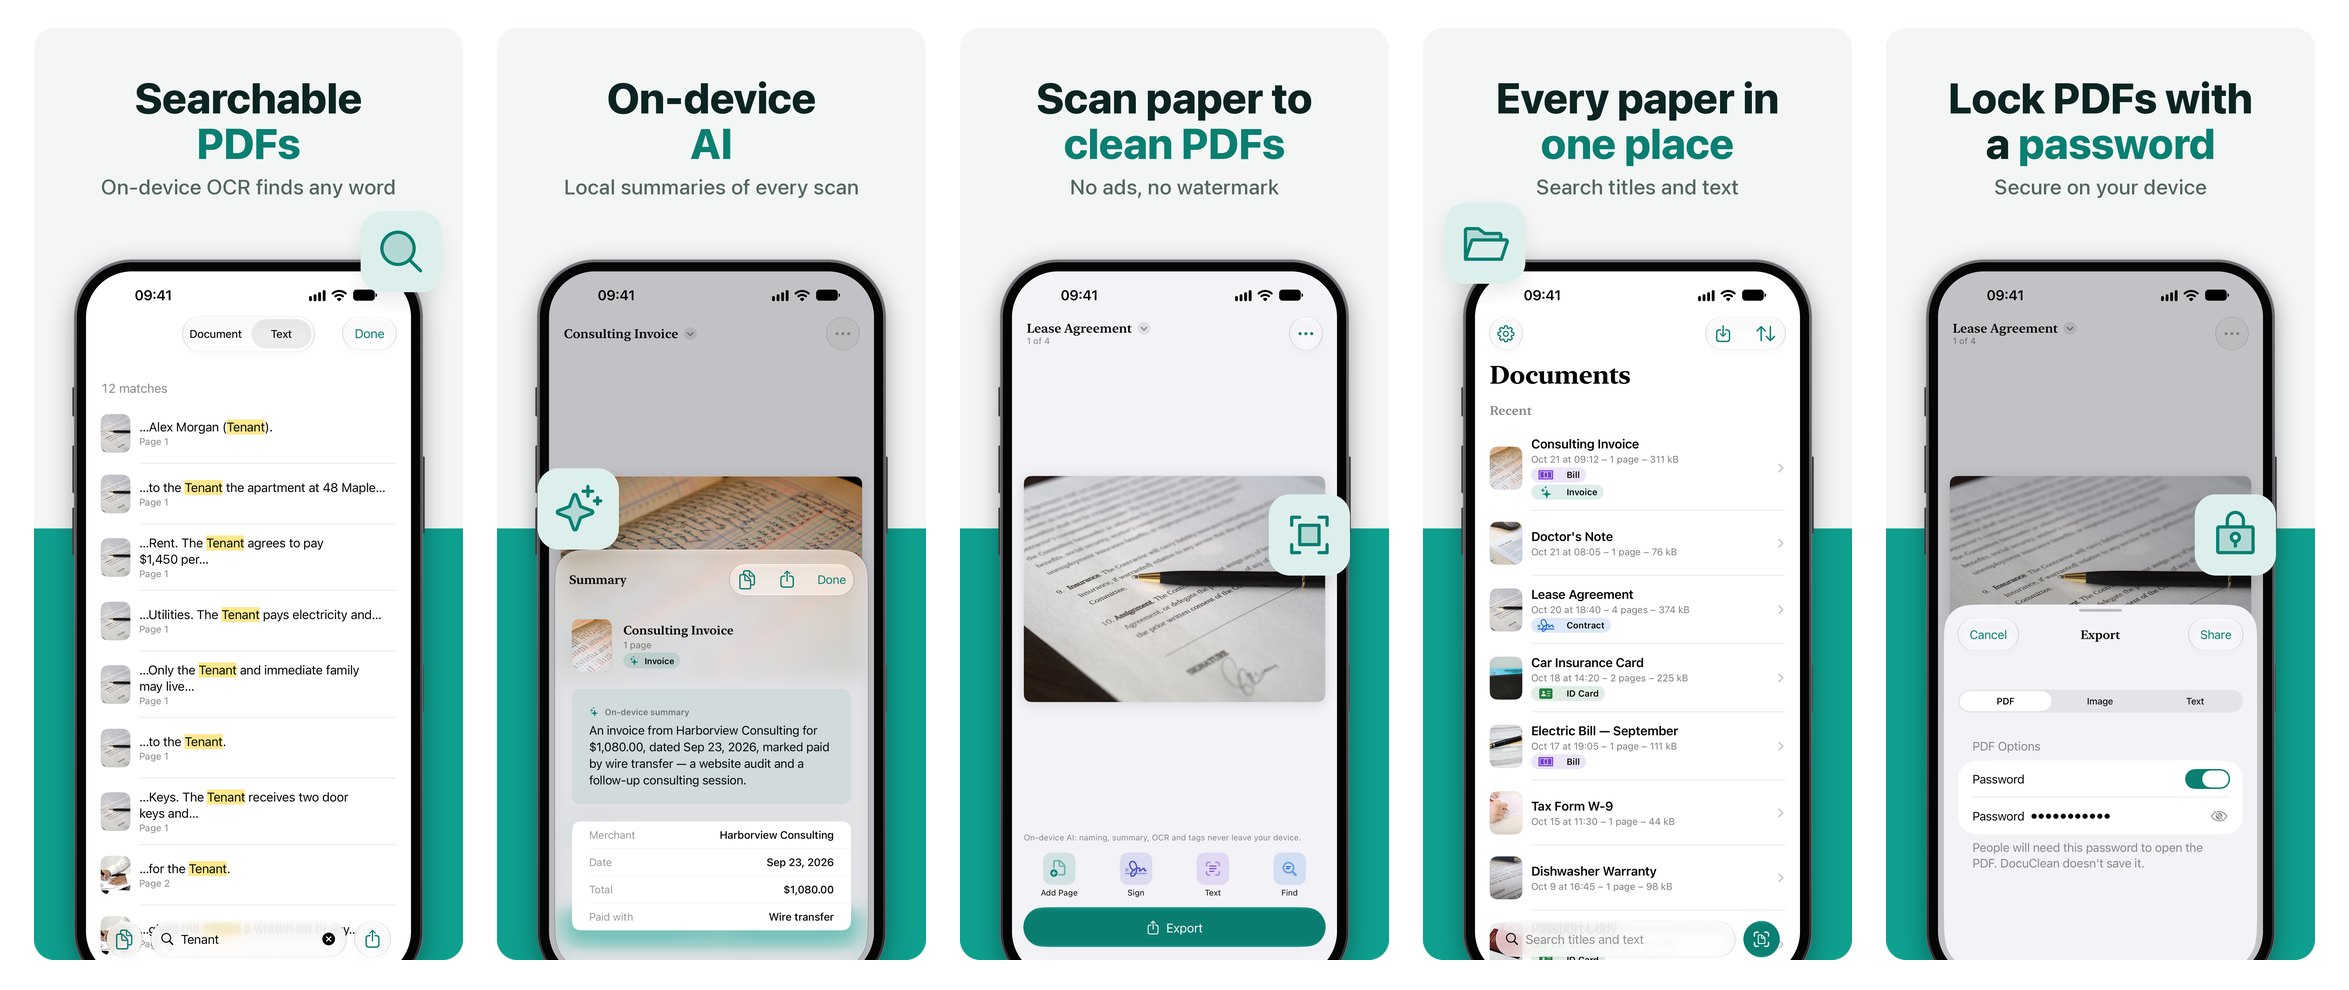 Searchable
PDFs
On-device OCR finds any word
09:41
Document
Text
Done
12 matches
...Alex Morgan (Tenant).
Page 1
...to the Tenant the apartment at 48 Maple...
Page 1
...Rent. The Tenant agrees to pay
$1,450 per...
Page 1
...Utilities. The Tenant pays electricity and...
Page 1
...Only the Tenant and immediate family
may live...
Page 1
...to the Tenant.
Page 1
...Keys. The Tenant receives two door
keys and...
Page 1
...for the Tenant.
Page 2
Tenant
On-device
AI
Local summaries of every scan
09:41
Consulting Invoice
Summary
Done
Consulting Invoice
1 page
Invoice
On-device summary
An invoice from Harborview Consulting for
$1,080.00, dated Sep 23, 2026, marked paid
by wire transfer — a website audit and a
follow-up consulting session.
Merchant
Harborview Consulting
Date
Sep 23, 2026
Total
$1,080.00
Paid with
Wire transfer
Scan paper to
clean PDFs
No ads, no watermark
09:41
Lease Agreement
1 of 4
9. Insurance.
10. Assignment.
the prior written consent of the
SIGNATURE
On-device AI: naming, summary, OCR and tags never leave your device.
Add Page
Sign
Text
Find
Export
Every paper in
one place
Search titles and text
09:41
Documents
Recent
Consulting Invoice
Oct 21 at 09:12 – 1 page – 311 kB
Bill
Invoice
Doctor's Note
Oct 21 at 08:05 – 1 page – 76 kB
Lease Agreement
Oct 20 at 18:40 – 4 pages – 374 kB
Contract
Car Insurance Card
Oct 18 at 14:20 – 2 pages – 225 kB
ID Card
Electric Bill — September
Oct 17 at 19:05 – 1 page – 111 kB
Bill
Tax Form W-9
Oct 15 at 11:30 – 1 page – 44 kB
Dishwasher Warranty
Oct 9 at 16:45 – 1 page – 98 kB
Search titles and text
ID Card
Lock PDFs with
a password
Secure on your device
09:41
Lease Agreement
1 of 4
Cancel
Export
Share
PDF
Image
Text
PDF Options
Password
Password •••••••••••
People will need this password to open the
PDF. DocuClean doesn't save it.